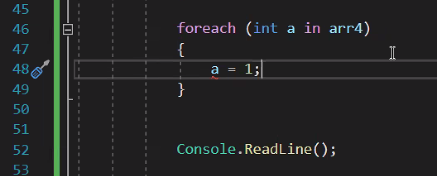 45
46 foreach (int a in arr4)
47 {
48 a = 1;
49 }
50
51
52 Console.ReadLine();
53